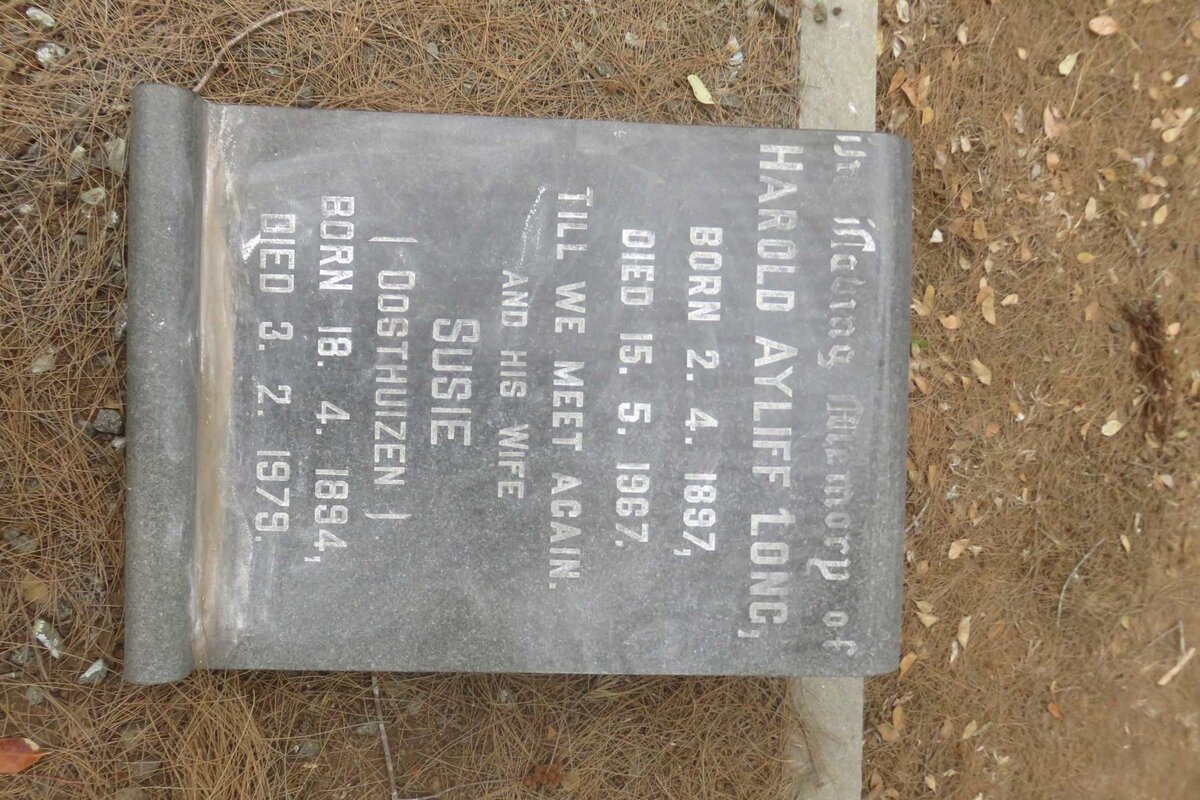 In loving Memory of
HAROLD AYLIFF LONG,
BORN 2. 4. 1897,
DIED 15. 5. 1967.
TILL WE MEET AGAIN.
AND HIS WIFE
SUSIE
( OOSTHUIZEN )
BORN 18. 4. 1894,
DIED 3. 2. 1979.